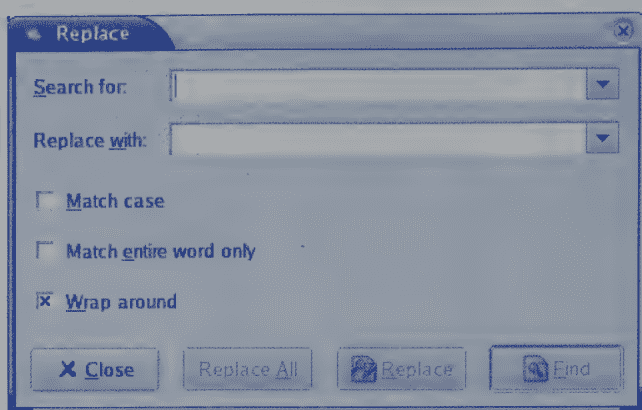 Replace
Search for:
Replace with:
Match case
Match entire word only
Wrap around
Close Replace All Replace Find